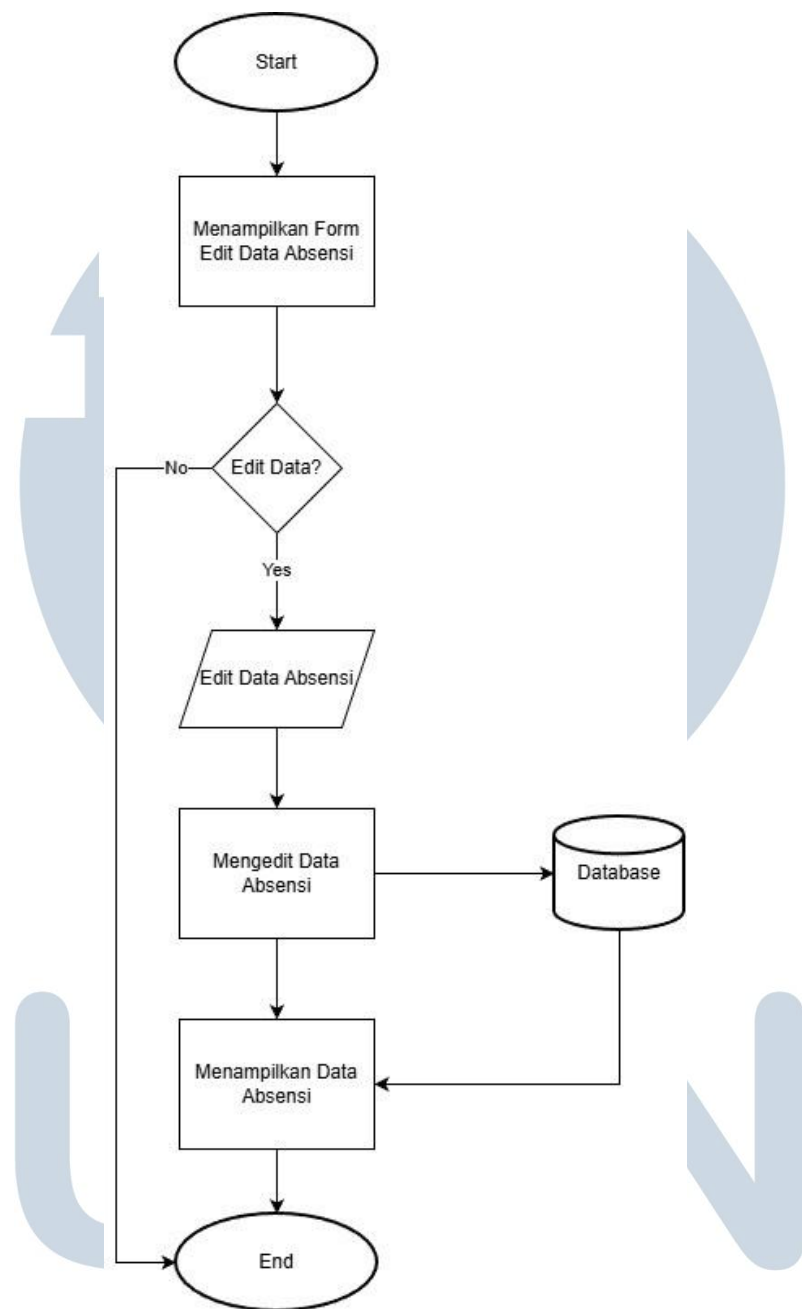 Start
Menampilkan Form
Edit Data Absensi
Edit Data?
No
Yes
Edit Data Absensi
Mengedit Data
Absensi
Database
Menampilkan Data
Absensi
End